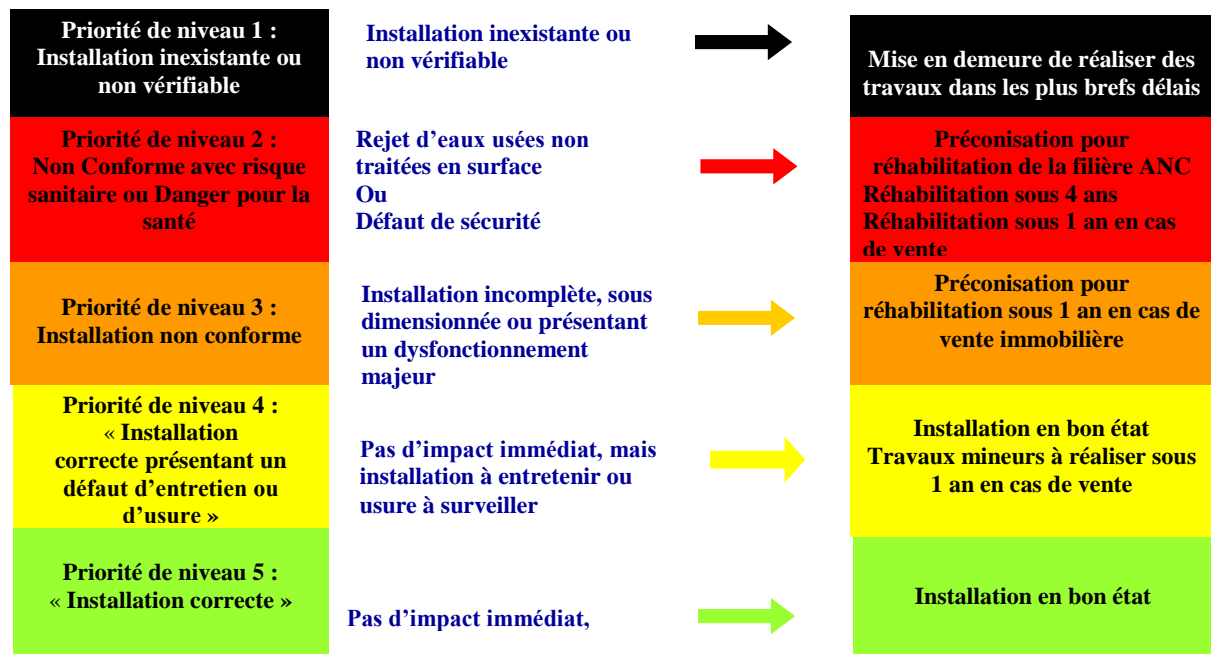 Priorité de niveau 1 :
Installation inexistante ou
non vérifiable
Installation inexistante ou
non vérifiable
Mise en demeure de réaliser des
travaux dans les plus brefs délais
Priorité de niveau 2 :
Non Conforme avec risque
sanitaire ou Danger pour la
santé
Rejet d’eaux usées non
traitées en surface
Ou
Défaut de sécurité
Préconisation pour
réhabilitation de la filière ANC
Réhabilitation sous 4 ans
Réhabilitation sous 1 an en cas
de vente
Priorité de niveau 3 :
Installation non conforme
Installation incomplète, sous
dimensionnée ou présentant
un dysfonctionnement
majeur
Préconisation pour
réhabilitation sous 1 an en cas de
vente immobilière
Priorité de niveau 4 :
« Installation
correcte présentant un
défaut d’entretien ou
d’usure »
Pas d’impact immédiat, mais
installation à entretenir ou
usure à surveiller
Installation en bon état
Travaux mineurs à réaliser sous
1 an en cas de vente
Priorité de niveau 5 :
« Installation correcte »
Pas d’impact immédiat,
Installation en bon état